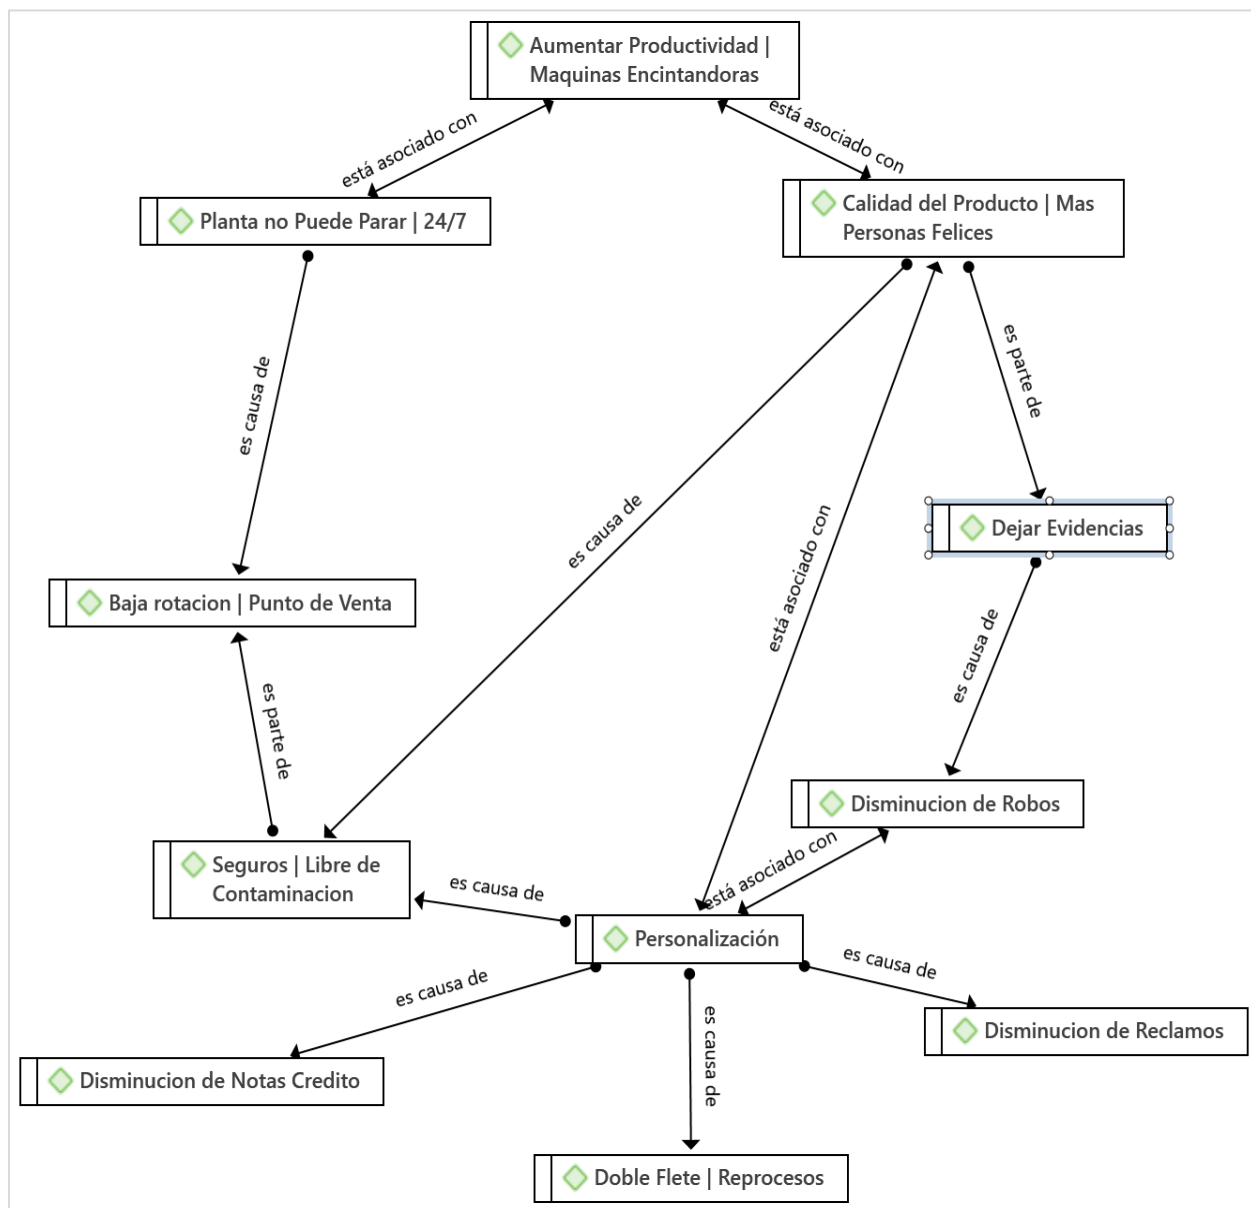 Aumentar Productividad |
Maquinas Encintandoras
está asociado con
está asociado con
Planta no Puede Parar | 24/7
Calidad del Producto | Mas
Personas Felices
es causa de
es parte de
es causa de
está asociado con
Dejar Evidencias
Baja rotacion | Punto de Venta
es causa de
es parte de
Disminucion de Robos
Seguros | Libre de
Contaminacion
es causa de
está asociado con
Personalización
es causa de
es causa de
es causa de
Disminucion de Reclamos
Disminucion de Notas Credito
Doble Flete | Reprocesos